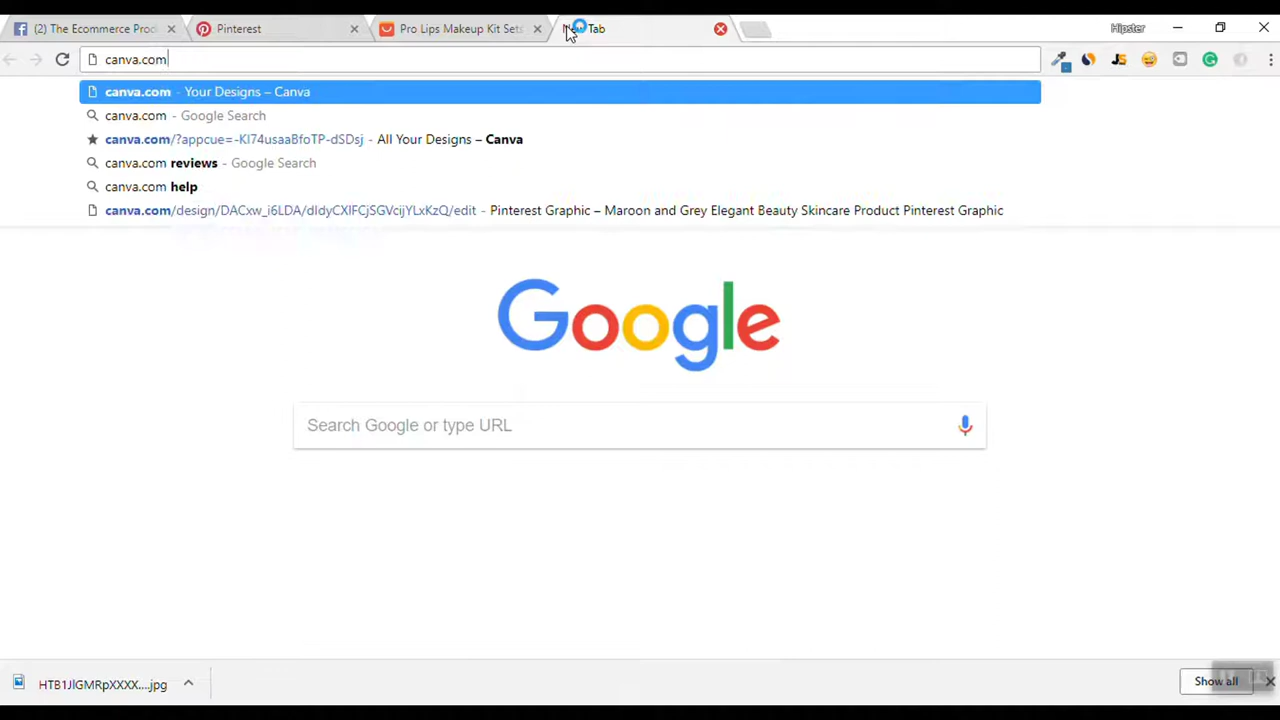 (2) The Ecommerce Prod
Pinterest
Pro Lips Makeup Kit Sets
Tab
Hipster
canva.com
canva.com - Your Designs – Canva
canva.com - Google Search
canva.com/?appcue=-KI74usaaBfoTP-dSDsj - All Your Designs – Canva
canva.com reviews - Google Search
canva.com help
canva.com/design/DACxw_i6LDA/dIdyCXlFCjSGVcijYLxKzQ/edit - Pinterest Graphic – Maroon and Grey Elegant Beauty Skincare Product Pinterest Graphic
Google
Search Google or type URL
HTB1JlGMRpXXXX....jpg
Show all